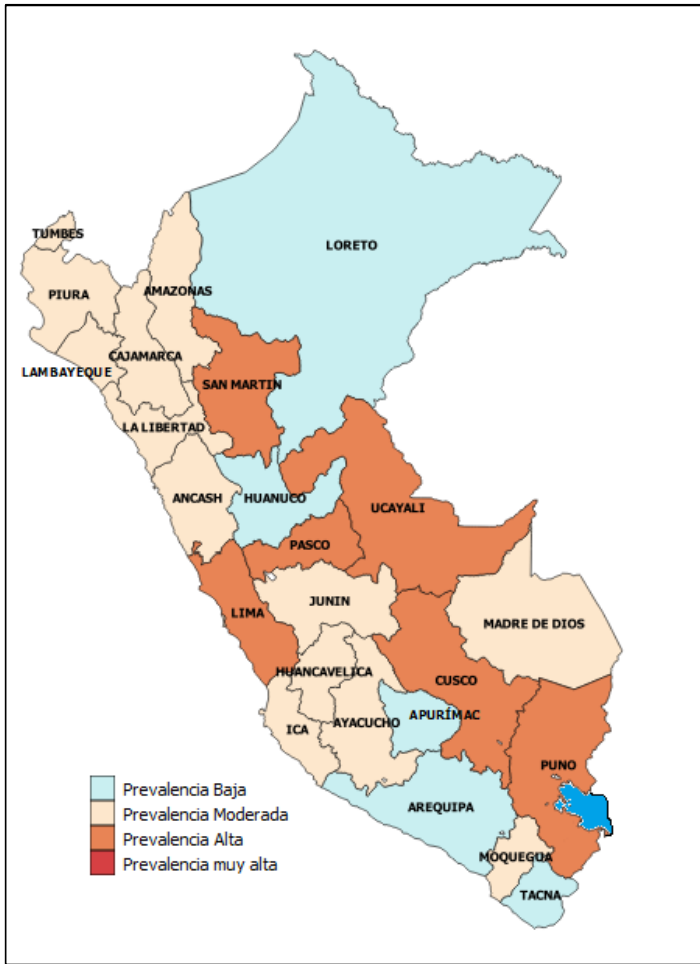 LORETO
TUMBES
PIURA
AMAZONAS
CAJAMARCA
LAMBAYEQUE
SAN MARTIN
LA LIBERTAD
ANCASH
HUANUCO
UCAYALI
PASCO
JUNIN
LIMA
MADRE DE DIOS
HUANCAVELICA
CUSCO
APURÍMAC
ICA
AYACUCHO
PUNO
AREQUIPA
MOQUEGUA
TACNA
Prevalencia Baja
Prevalencia Moderada
Prevalencia Alta
Prevalencia muy alta